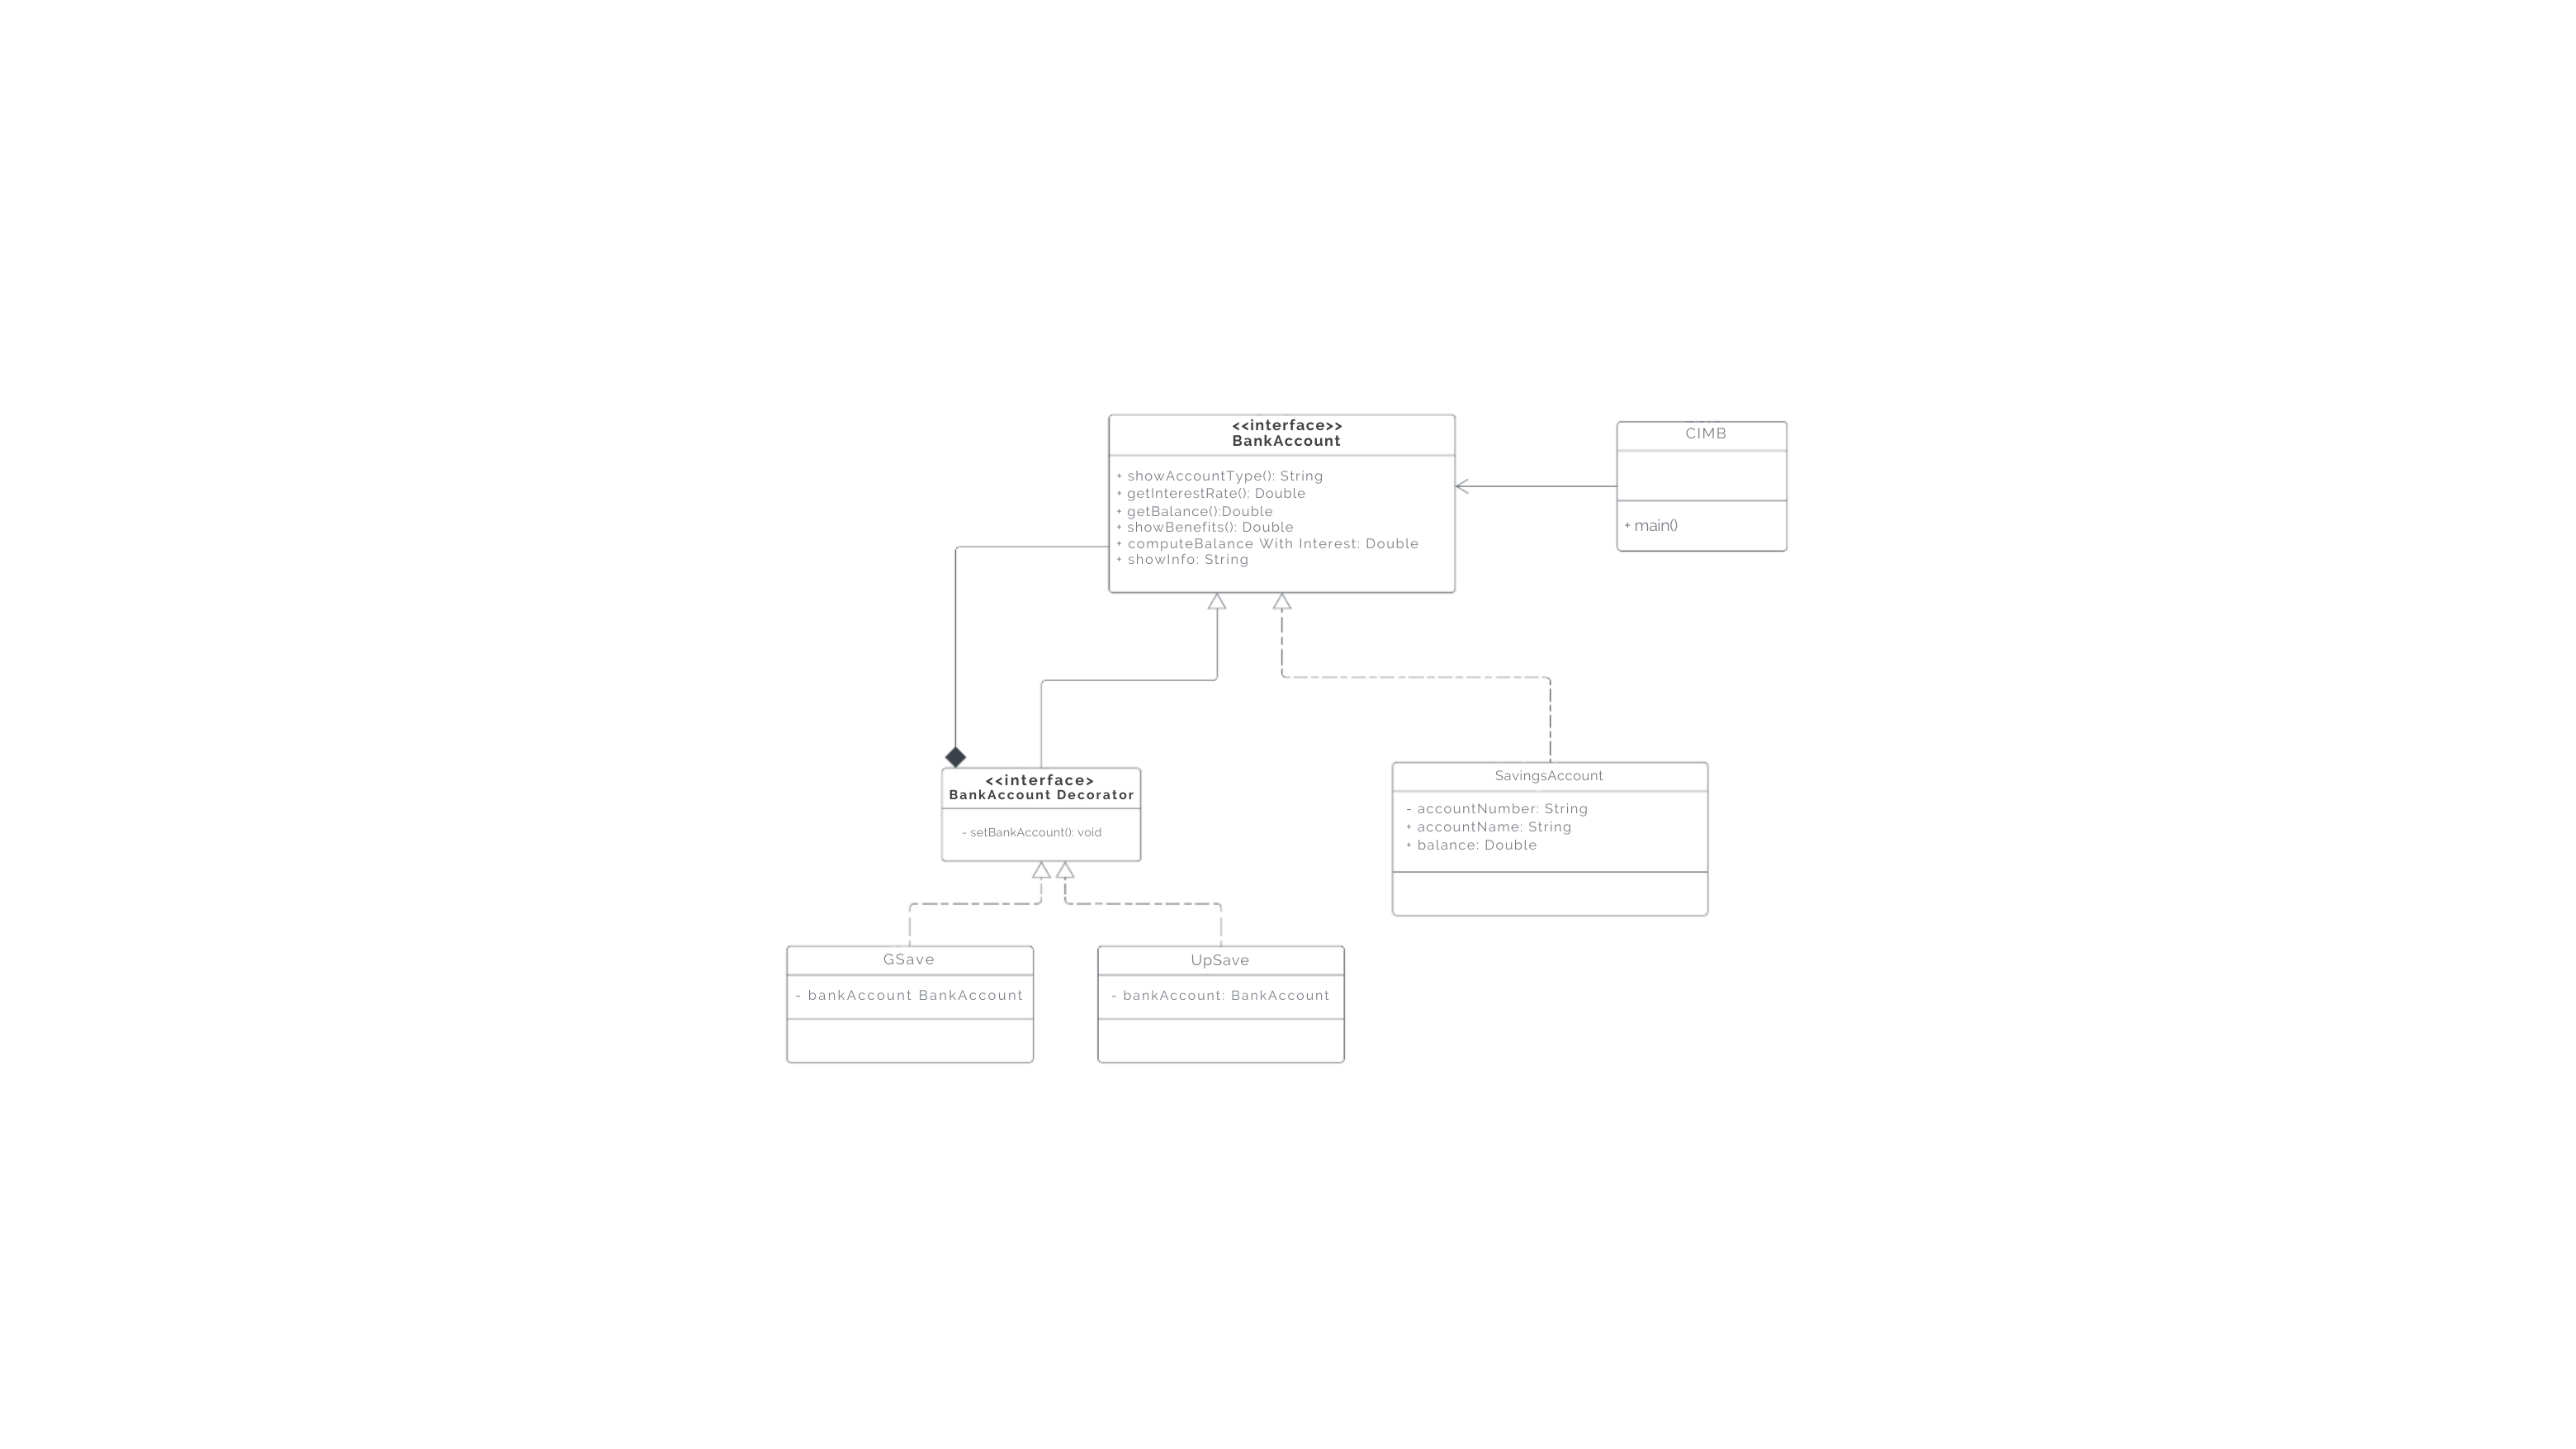 <<interface>>
BankAccount
+ showAccountType(): String
+ getInterestRate(): Double
+ getBalance():Double
+ showBenefits(): Double
+ computeBalance With Interest: Double
+ showInfo: String
CIMB
+ main()
<<interface>
BankAccount Decorator
- setBankAccount(): void
SavingsAccount
- accountNumber: String
+ accountName: String
+ balance: Double
GSave
- bankAccount BankAccount
UpSave
- bankAccount: BankAccount